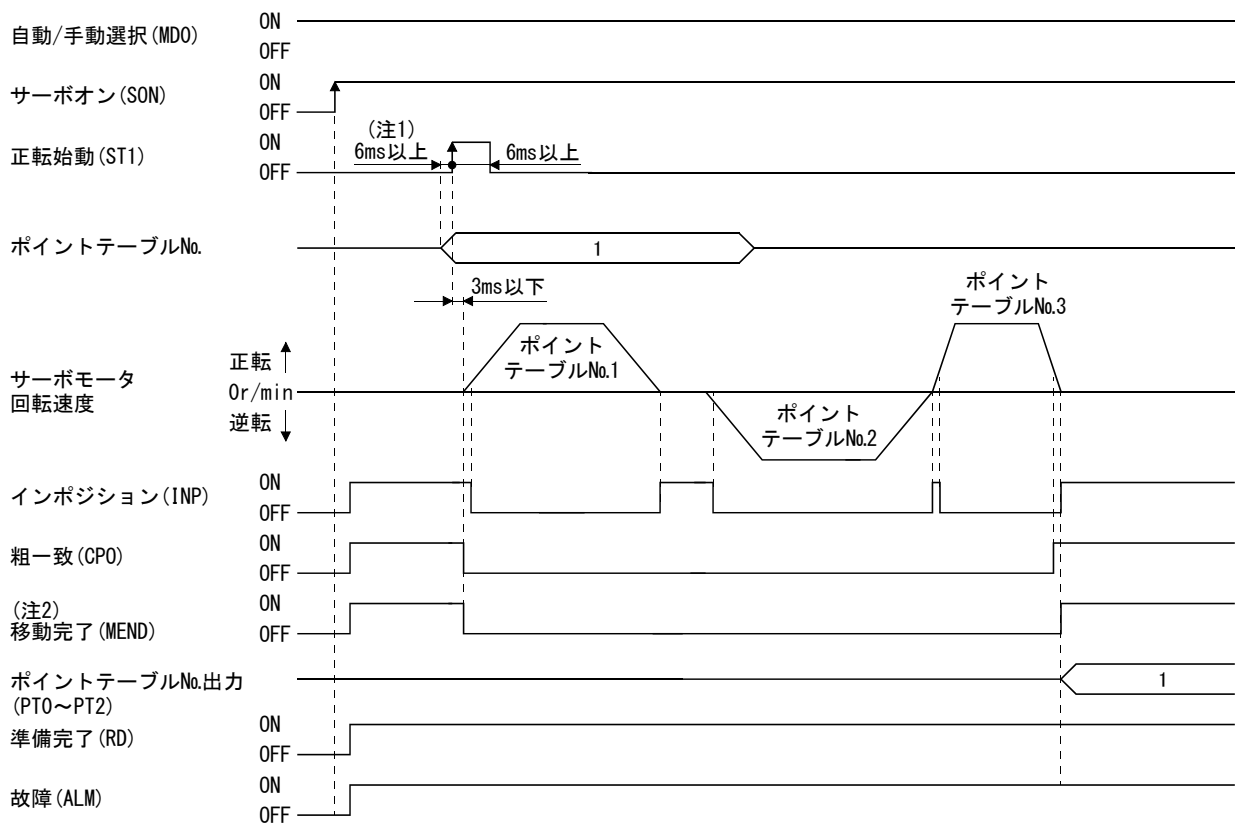 自動/手動選択(MD0)
ON
OFF
サーボオン(SON)
ON
OFF
正転始動(ST1)
ON
OFF
(注1)
6ms以上
6ms以上
ポイントテーブル№
1
3ms以下
サーボモータ
回転速度
正転
0r/min
逆転
ポイント
テーブル№1
ポイント
テーブル№2
ポイント
テーブル№3
インポジション(INP)
ON
OFF
粗一致(CPO)
ON
OFF
(注2)
移動完了(MEND)
ON
OFF
ポイントテーブル№出力
(PT0～PT2)
1
準備完了(RD)
ON
OFF
故障(ALM)
ON
OFF